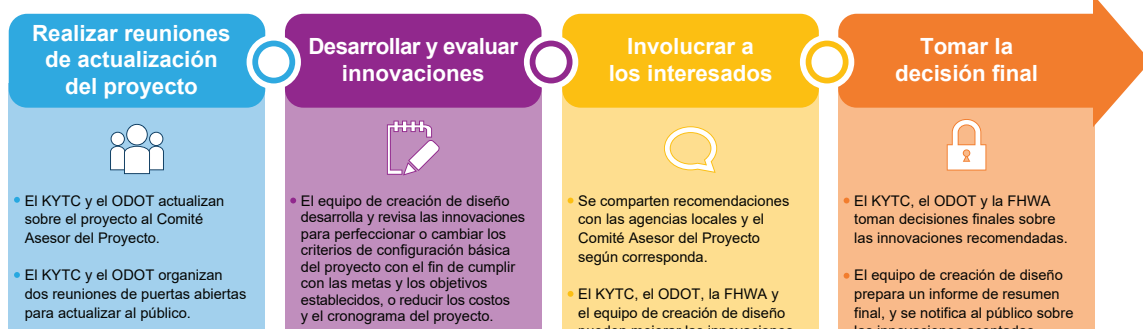 Realizar reuniones
de actualización
del proyecto
El KYTC y el ODOT actualizan
sobre el proyecto al Comité
Asesor del Proyecto.
El KYTC y el ODOT organizan
dos reuniones de puertas abiertas
para actualizar al público.
Desarrollar y evaluar
innovaciones
El equipo de creación de diseño
desarrolla y revisa las innovaciones
para perfeccionar o cambiar los
criterios de configuración básica
del proyecto con el fin de cumplir
con las metas y los objetivos
establecidos, o reducir los costos
y el cronograma del proyecto.
Involucrar a
los interesados
Se comparten recomendaciones
con las agencias locales y el
Comité Asesor del Proyecto
según corresponda.
El KYTC, el ODOT, la FHWA y
el equipo de creación de diseño
Tomar la
decisión final
El KYTC, el ODOT y la FHWA
toman decisiones finales sobre
las innovaciones recomendadas.
El equipo de creación de diseño
prepara un informe de resumen
final, y se notifica al público sobre